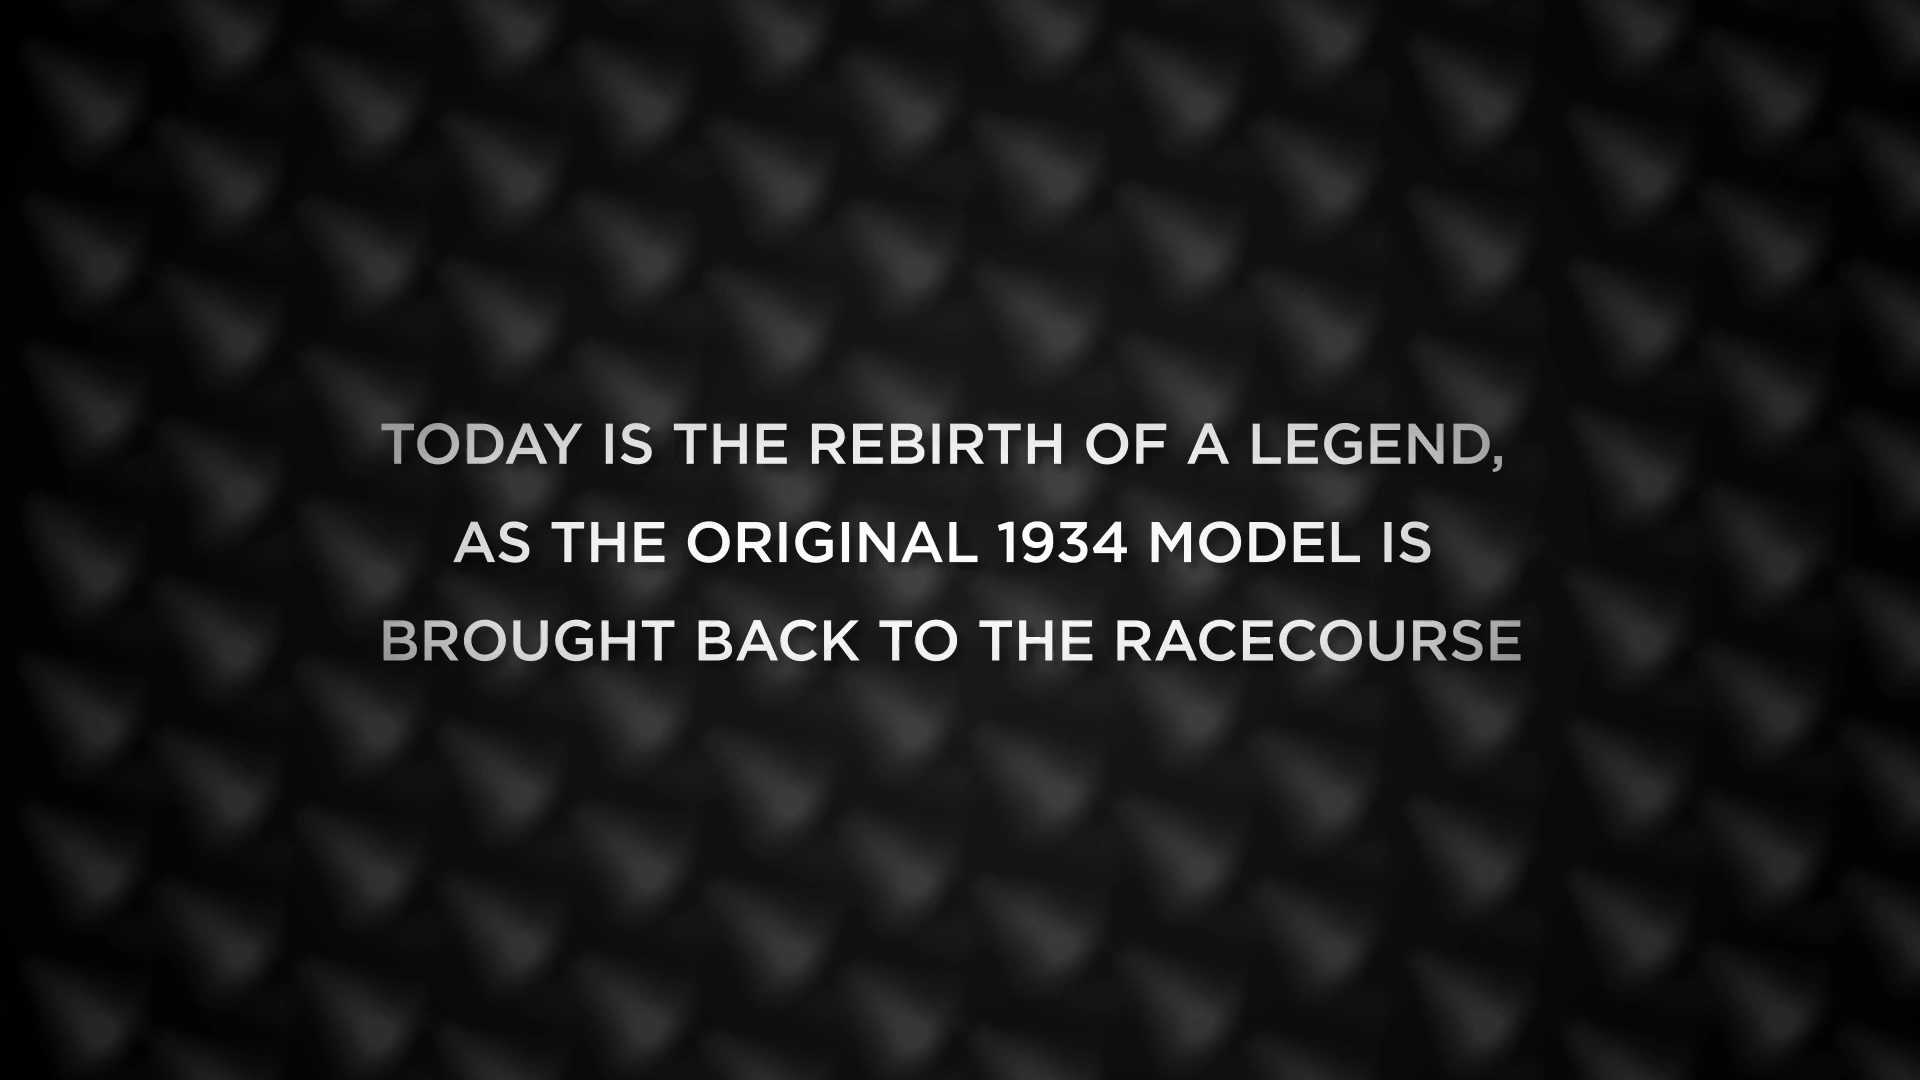 TODAY IS THE REBIRTH OF A LEGEND,
AS THE ORIGINAL 1934 MODEL IS
BROUGHT BACK TO THE RACECOURSE